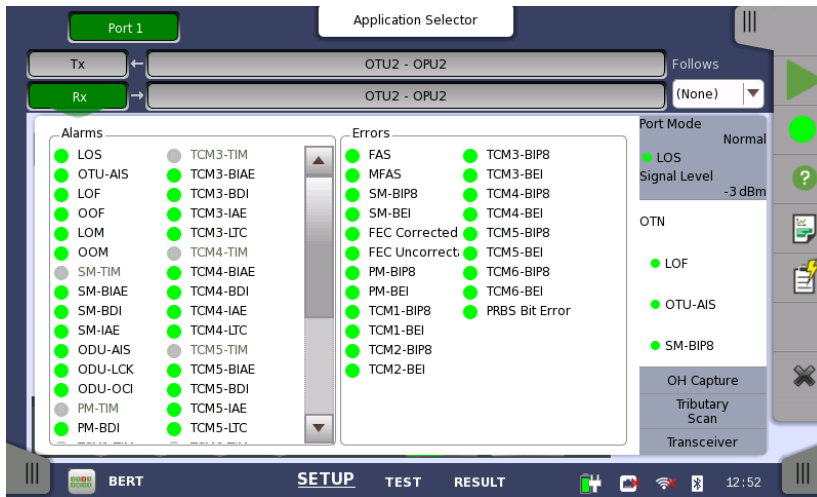 Port 1
Application Selector
Tx
OTU2 - OPU2
Follows
Rx
OTU2 - OPU2
(None)
Alarms
LOS
OTU-AIS
LOF
OOF
LOM
OOM
SM-TIM
SM-BIAE
SM-BDI
SM-IAE
ODU-AIS
ODU-LCK
ODU-OCI
PM-TIM
PM-BDI
TCM3-TIM
TCM3-BIAE
TCM3-BDI
TCM3-IAE
TCM3-LTC
TCM4-TIM
TCM4-BIAE
TCM4-BDI
TCM4-IAE
TCM4-LTC
TCM5-TIM
TCM5-BIAE
TCM5-BDI
TCM5-IAE
TCM5-LTC
Errors
FAS
MFAS
SM-BIP8
SM-BEI
FEC Corrected
FEC Uncorrect
PM-BIP8
PM-BEI
TCM1-BIP8
TCM1-BEI
TCM2-BIP8
TCM2-BEI
TCM3-BIP8
TCM3-BEI
TCM4-BIP8
TCM4-BEI
TCM5-BIP8
TCM5-BEI
TCM6-BIP8
TCM6-BEI
PRBS Bit Error
Port Mode
Normal
LOS
Signal Level
-3 dBm
OTN
LOF
OTU-AIS
SM-BIP8
OH Capture
Tributary
Scan
Transceiver
BERT
SETUP
TEST
RESULT
12:52